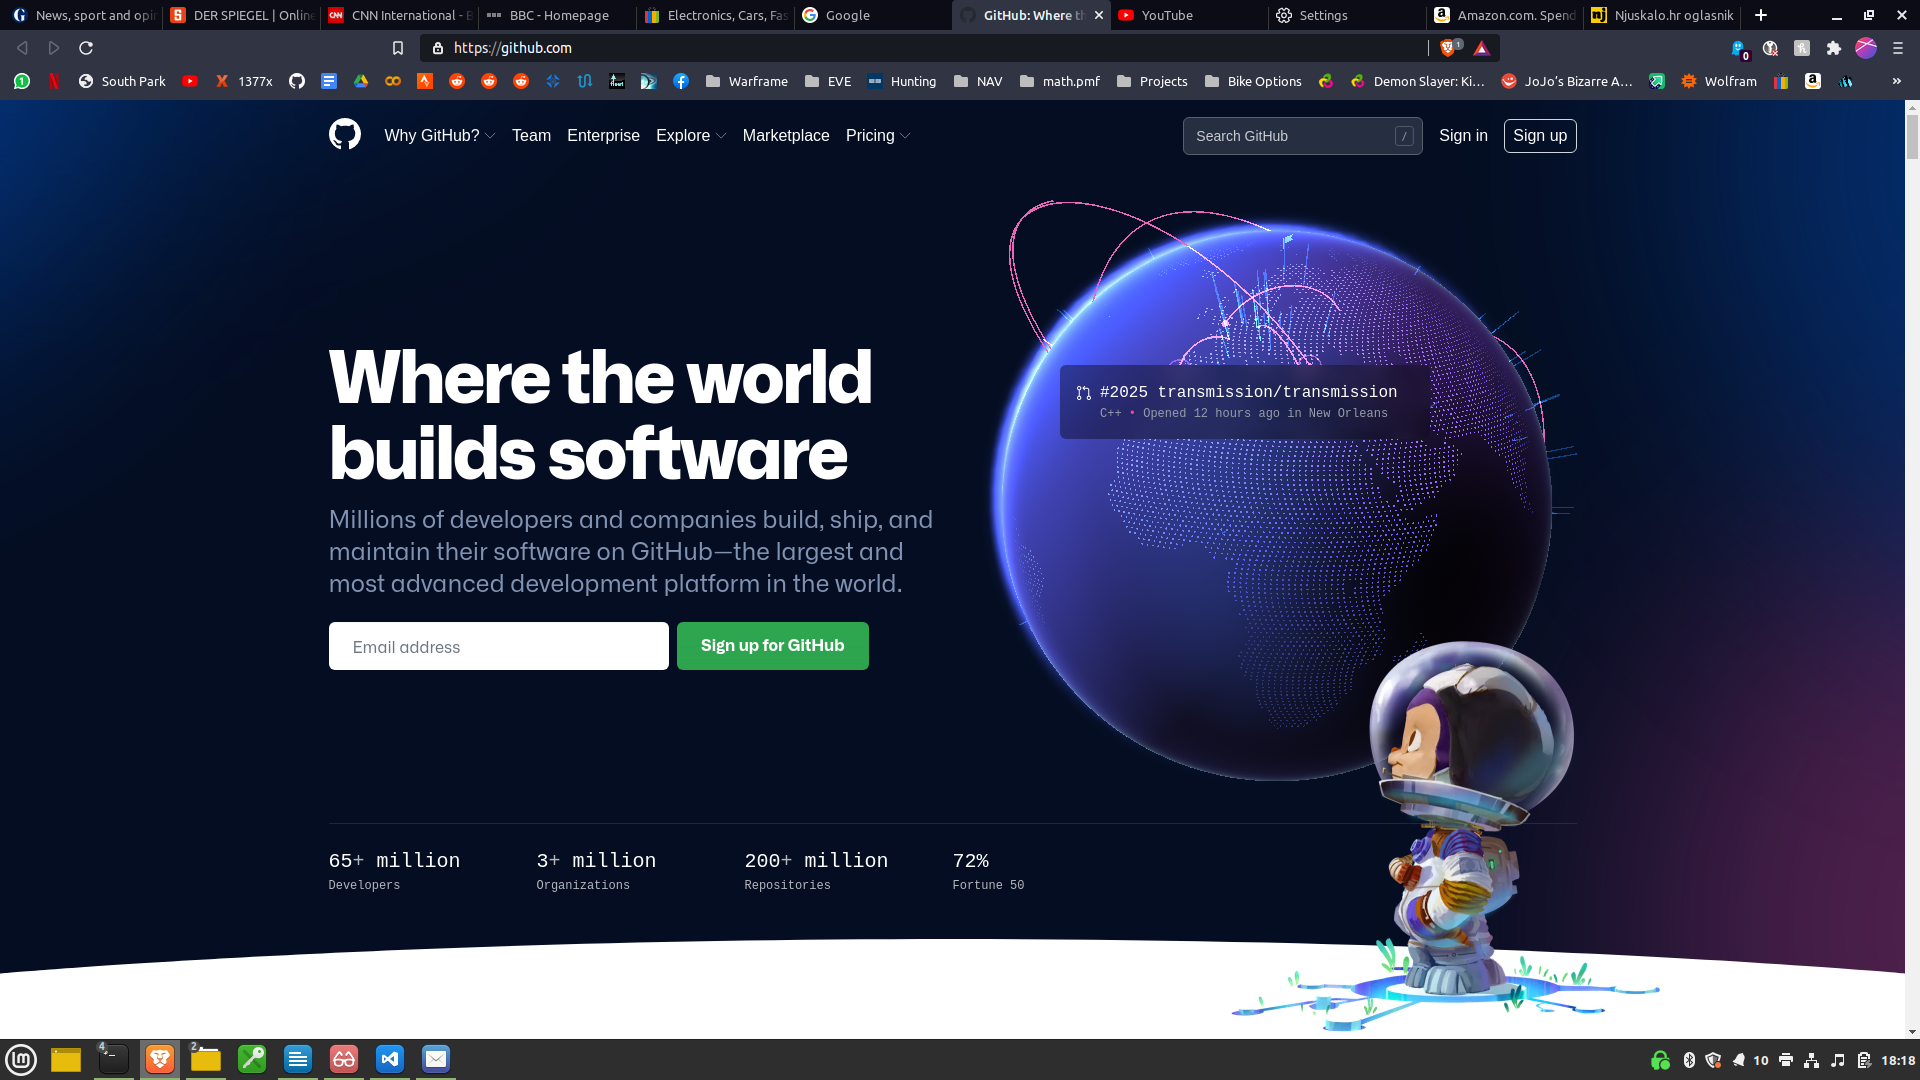 News, sport and opi
DER SPIEGEL | Online
CNN International - B
BBC - Homepage
Electronics, Cars, Fas
Google
GitHub: Where th
YouTube
Settings
Amazon.com. Spend
Njuskalo.hr oglasnik
https://github.com
1
0
South Park
1377x
Warframe
EVE
Hunting
NAV
math.pmf
Projects
Bike Options
Demon Slayer: Ki…
JoJo’s Bizarre A…
Wolfram
»
Why GitHub?
Team
Enterprise
Explore
Marketplace
Pricing
Search GitHub
/
Sign in
Sign up
Where the world
builds software
#2025 transmission/transmission
C++ • Opened 12 hours ago in New Orleans
Millions of developers and companies build, ship, and
maintain their software on GitHub—the largest and
most advanced development platform in the world.
Email address
Sign up for GitHub
65+ million
Developers
3+ million
Organizations
200+ million
Repositories
72%
Fortune 50
4
2
10
18:18